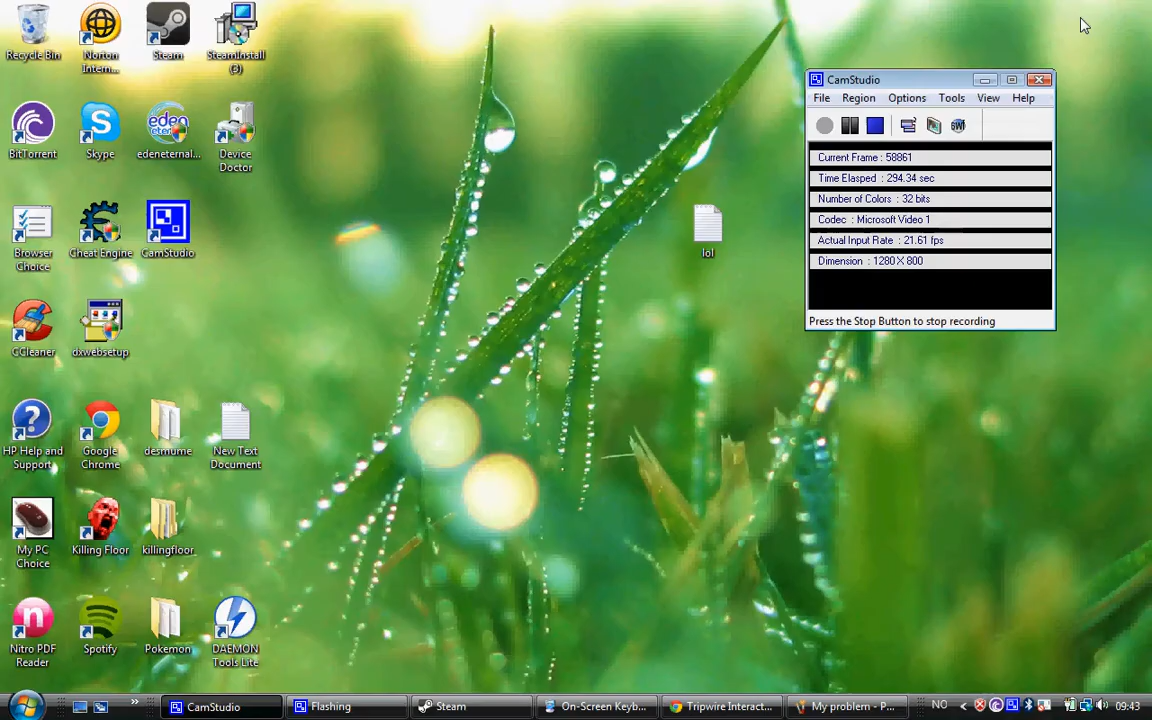 Recycle Bin
Norton
Intern...
Steam
SteamInstall
(3)
BitTorrent
Skype
edeneternal...
Device
Doctor
Browser
Choice
Cheat Engine
CamStudio
CCleaner
dxwebsetup
HP Help and
Support
Google
Chrome
desmume
New Text
Document
My PC
Choice
Killing Floor
killingfloor
Nitro PDF
Reader
Spotify
Pokemon
DAEMON
Tools Lite
eden
eternal
lol
CamStudio
File Region Options Tools View Help
Current Frame : 58861
Time Elasped : 294.34 sec
Number of Colors : 32 bits
Codec : Microsoft Video 1
Actual Input Rate : 21.61 fps
Dimension : 1280 X 800
Press the Stop Button to stop recording
CamStudio
Flashing
Steam
On-Screen Keyb...
Tripwire Interact...
My problem - P...
NO
09:43